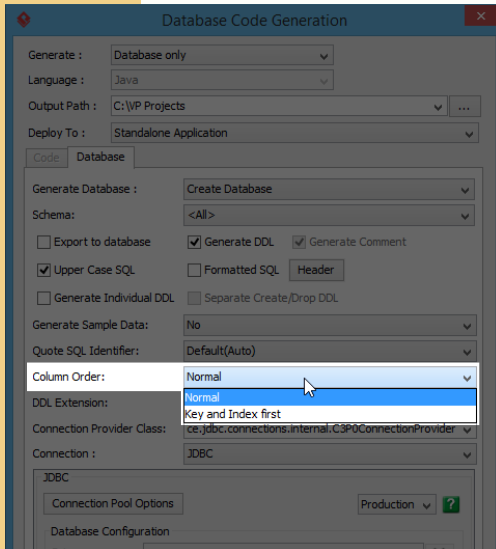 Database Code Generation
Generate : Database only
Language : Java
Output Path : C:\VP Projects ...
Deploy To : Standalone Application
Code Database
Generate Database : Create Database
Schema: <All>
Export to database Generate DDL Generate Comment
Upper Case SQL Formatted SQL Header
Generate Individual DDL Separate Create/Drop DDL
Generate Sample Data: No
Quote SQL Identifier: Default(Auto)
Column Order: Normal
DDL Extension: Normal
Key and Index first
Connection Provider Class: ce.jdbc.connections.internal.C3P0ConnectionProvider
Connection : JDBC
JDBC
Connection Pool Options Production ?
Database Configuration